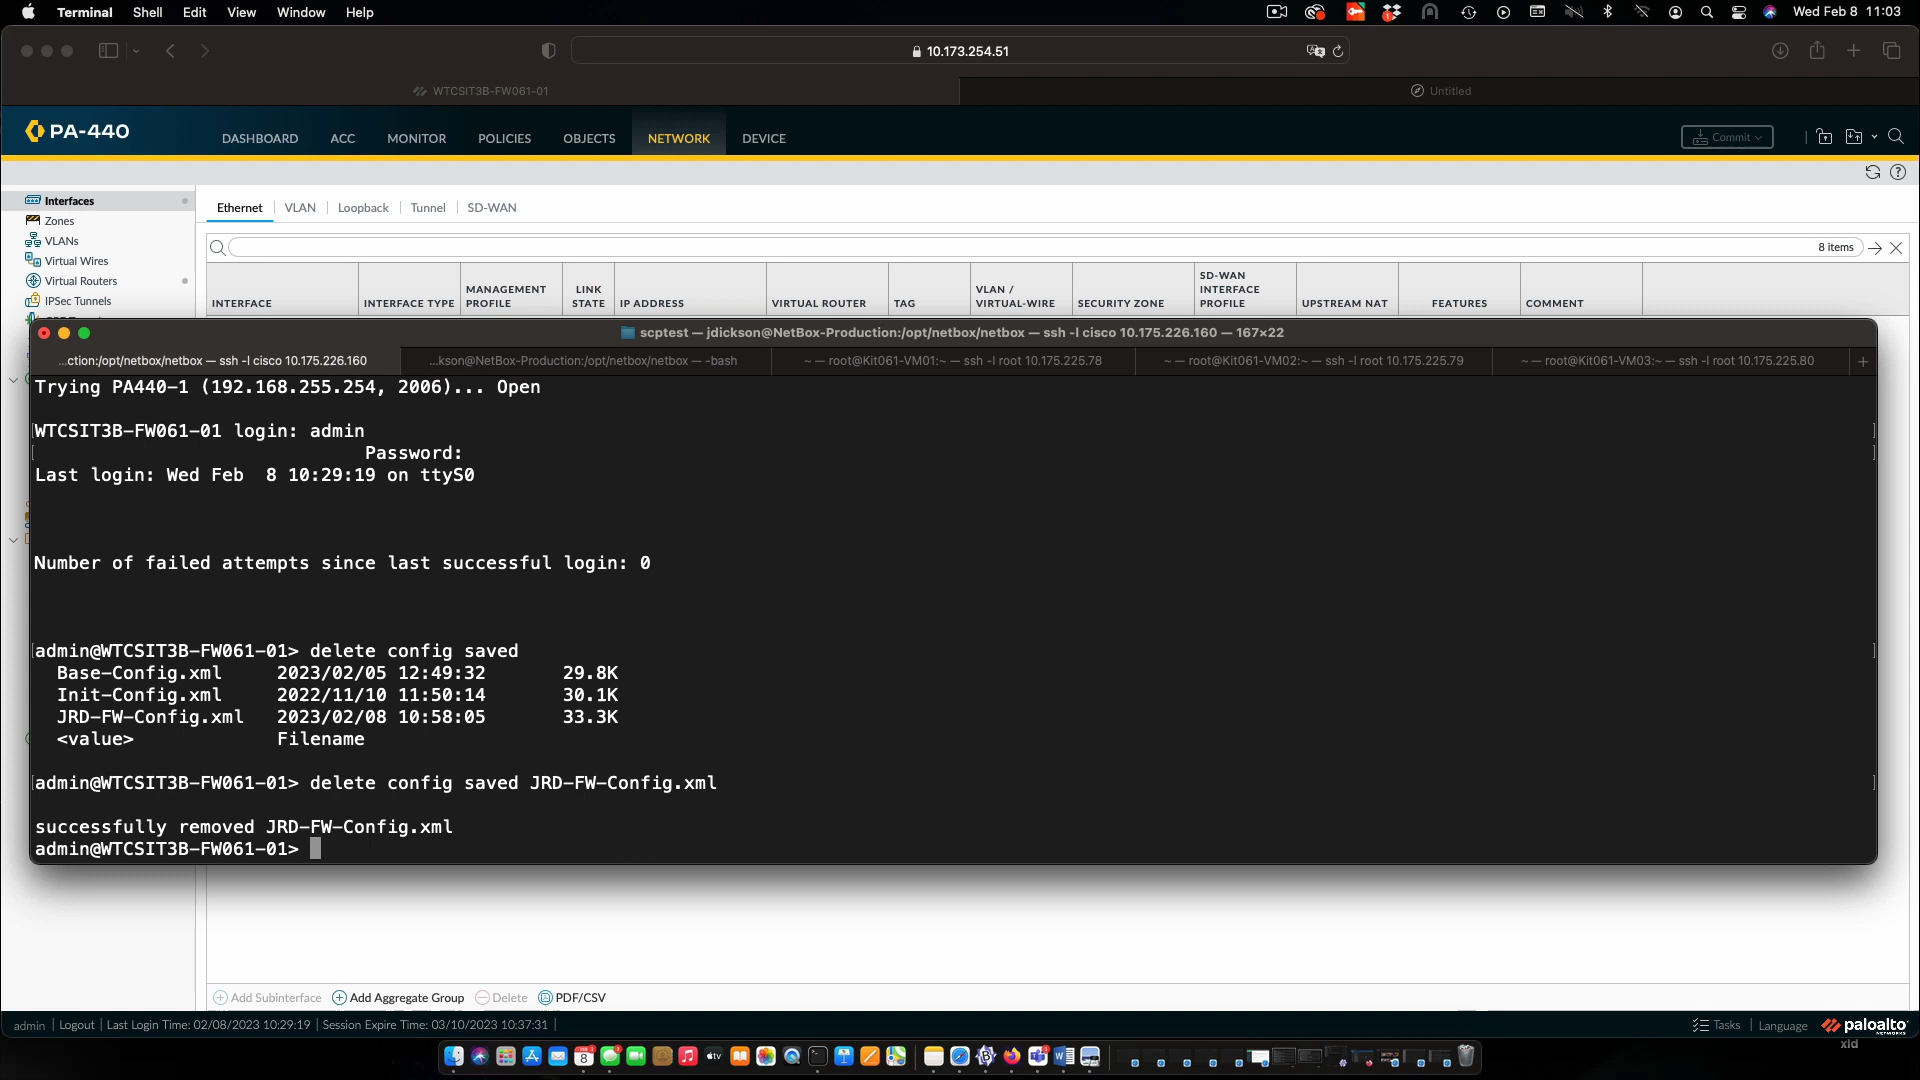 Terminal Shell Edit View Window Help Wed Feb 8 11:03
10.173.254.51
WTCSIT3B-FW061-01 Untitled
PA-440 DASHBOARD ACC MONITOR POLICIES OBJECTS NETWORK DEVICE Commit
Interfaces
Zones
VLANs
Virtual Wires
Virtual Routers
IPSec Tunnels
Ethernet VLAN Loopback Tunnel SD-WAN
8 items
INTERFACE INTERFACE TYPE MANAGEMENT PROFILE LINK STATE IP ADDRESS VIRTUAL ROUTER TAG VLAN / VIRTUAL-WIRE SECURITY ZONE SD-WAN INTERFACE PROFILE UPSTREAM NAT FEATURES COMMENT
scptest — jdickson@NetBox-Production:/opt/netbox/netbox — ssh -l cisco 10.175.226.160 — 167×22
...ction:/opt/netbox/netbox — ssh -l cisco 10.175.226.160 ...kson@NetBox-Production:/opt/netbox/netbox — -bash ~ — root@Kit061-VM01:~ — ssh -l root 10.175.225.78 ~ — root@Kit061-VM02:~ — ssh -l root 10.175.225.79 ~ — root@Kit061-VM03:~ — ssh -l root 10.175.225.80
Trying PA440-1 (192.168.255.254, 2006)... Open
WTCSIT3B-FW061-01 login: admin
Password:
Last login: Wed Feb  8 10:29:19 on ttyS0
Number of failed attempts since last successful login: 0
admin@WTCSIT3B-FW061-01> delete config saved
Base-Config.xml 2023/02/05 12:49:32 29.8K
Init-Config.xml 2022/11/10 11:50:14 30.1K
JRD-FW-Config.xml 2023/02/08 10:58:05 33.3K
<value> Filename
admin@WTCSIT3B-FW061-01> delete config saved JRD-FW-Config.xml
successfully removed JRD-FW-Config.xml
admin@WTCSIT3B-FW061-01>
Add Subinterface Add Aggregate Group Delete PDF/CSV
admin | Logout | Last Login Time: 02/08/2023 10:29:19 | Session Expire Time: 03/10/2023 10:37:31 | Tasks | Language paloalto NETWORKS
xld